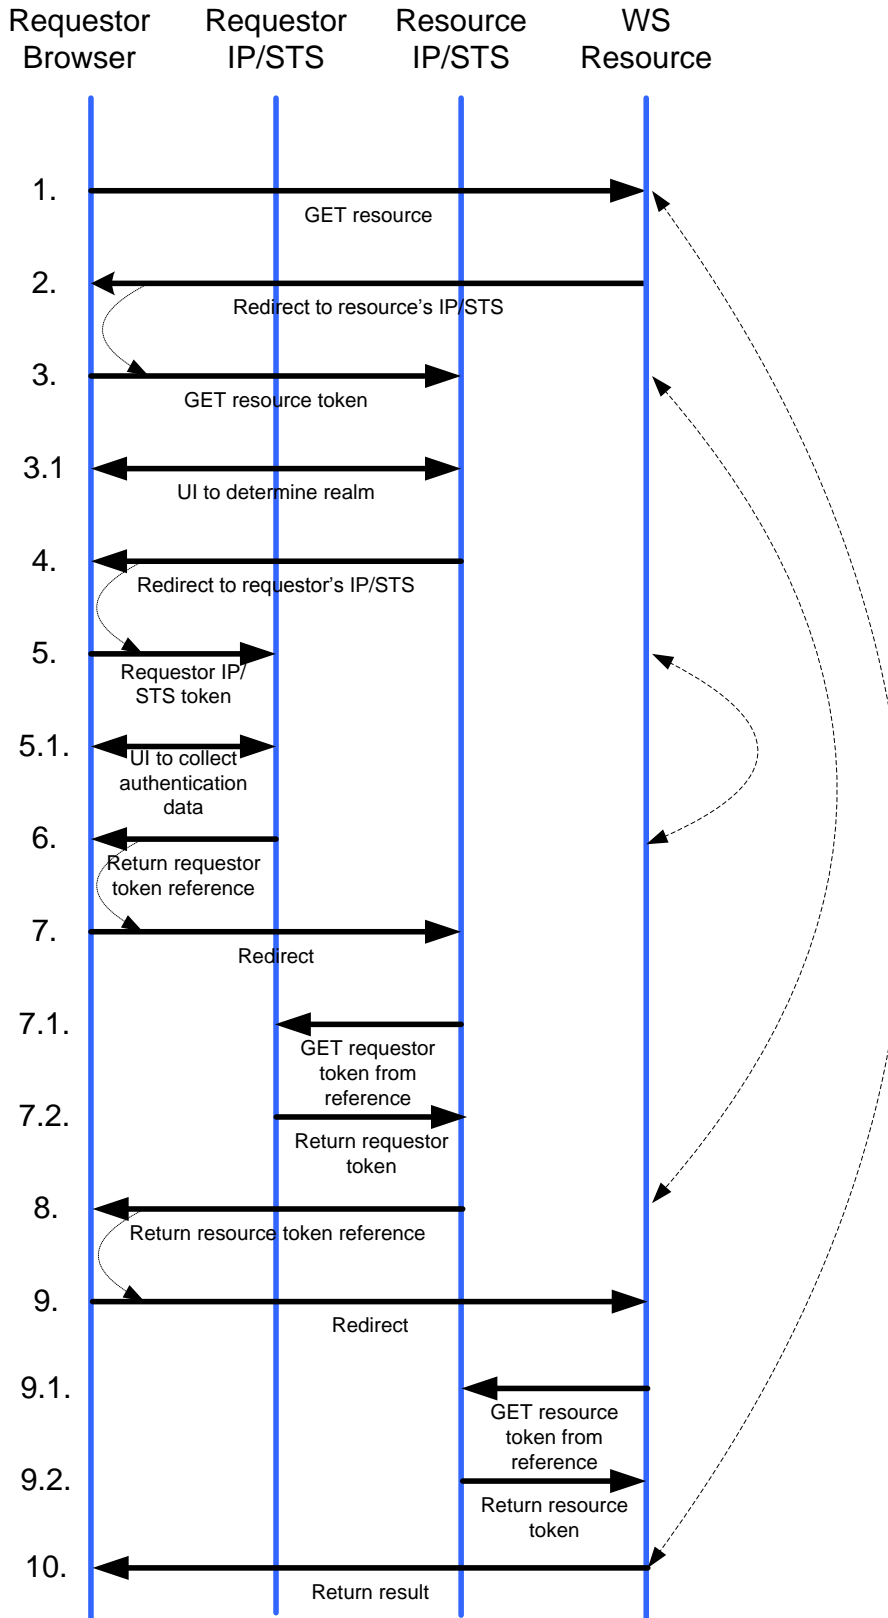 Requestor
Browser
Requestor
IP/STS
Resource
IP/STS
WS
Resource
1.
GET resource
2.
Redirect to resource's IP/STS
3.
GET resource token
3.1
UI to determine realm
4.
Redirect to requestor's IP/STS
5.
Requestor IP/
STS token
5.1.
UI to collect
authentication
data
6.
Return requestor
token reference
7.
Redirect
7.1.
GET requestor
token from
reference
7.2.
Return requestor
token
8.
Return resource token reference
9.
Redirect
9.1.
GET resource
token from
reference
9.2.
Return resource
token
10.
Return result